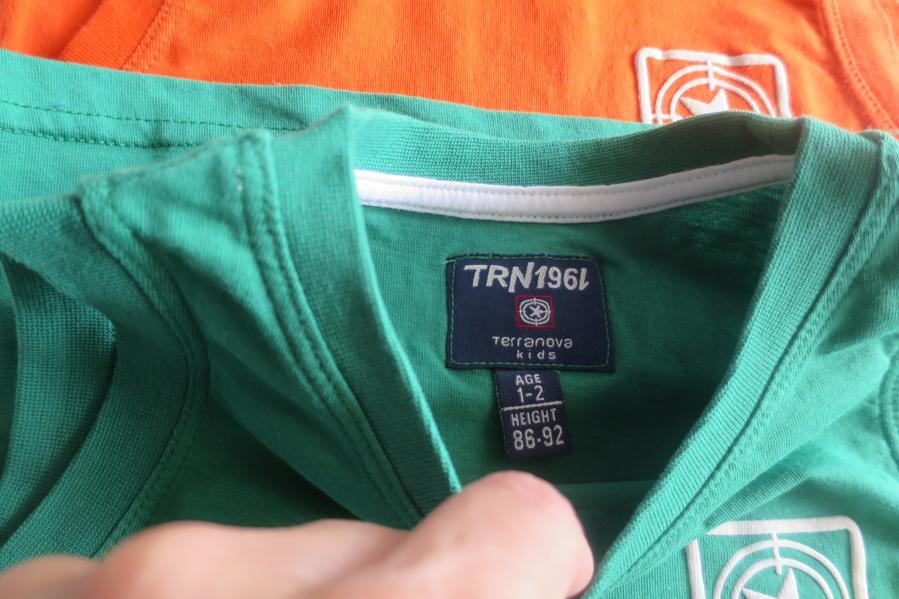 TRN1961
Terranova
kids
AGE
1-2
HEIGHT
86-92